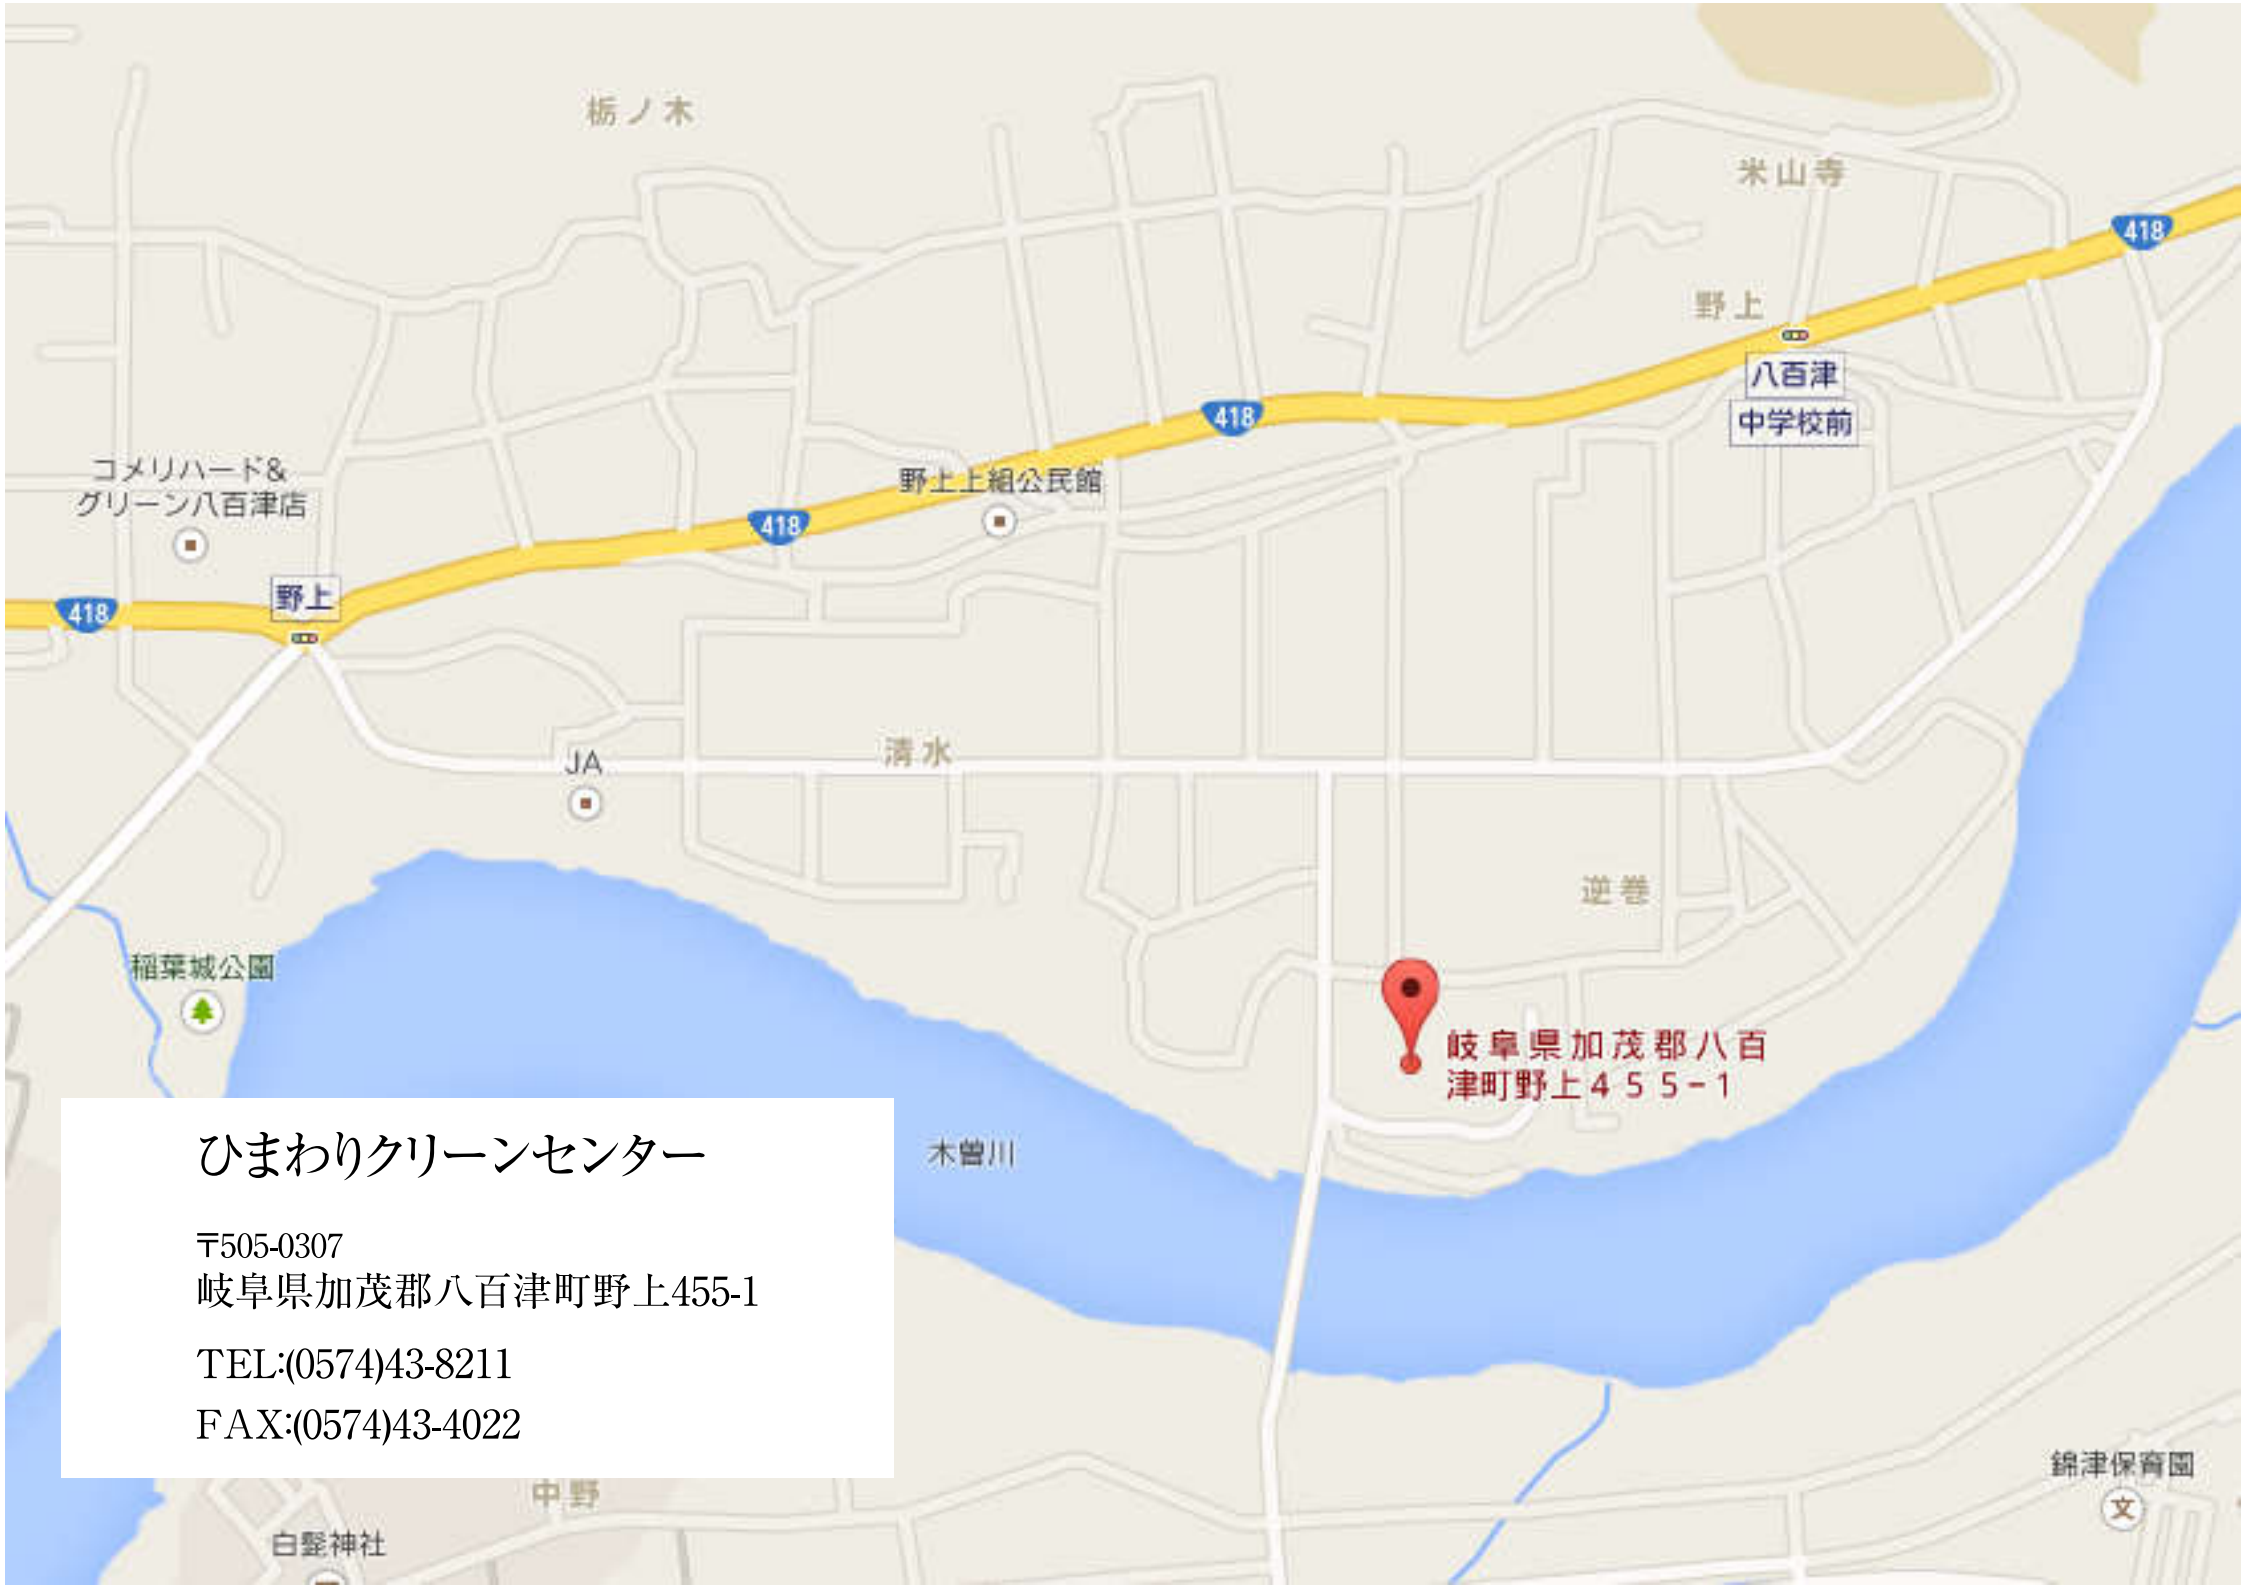 栃ノ木
米山寺
418
野上
八百津
中学校前
418
コメリハード&
グリーン八百津店
野上上組公民館
418
野上
418
清水
JA
逆巻
稲葉城公園
岐阜県加茂郡八百
津町野上455-1
木曽川
ひまわりクリーンセンター
〒505-0307
岐阜県加茂郡八百津町野上455-1
TEL:(0574)43-8211
FAX:(0574)43-4022
錦津保育園
文
中野
白髭神社